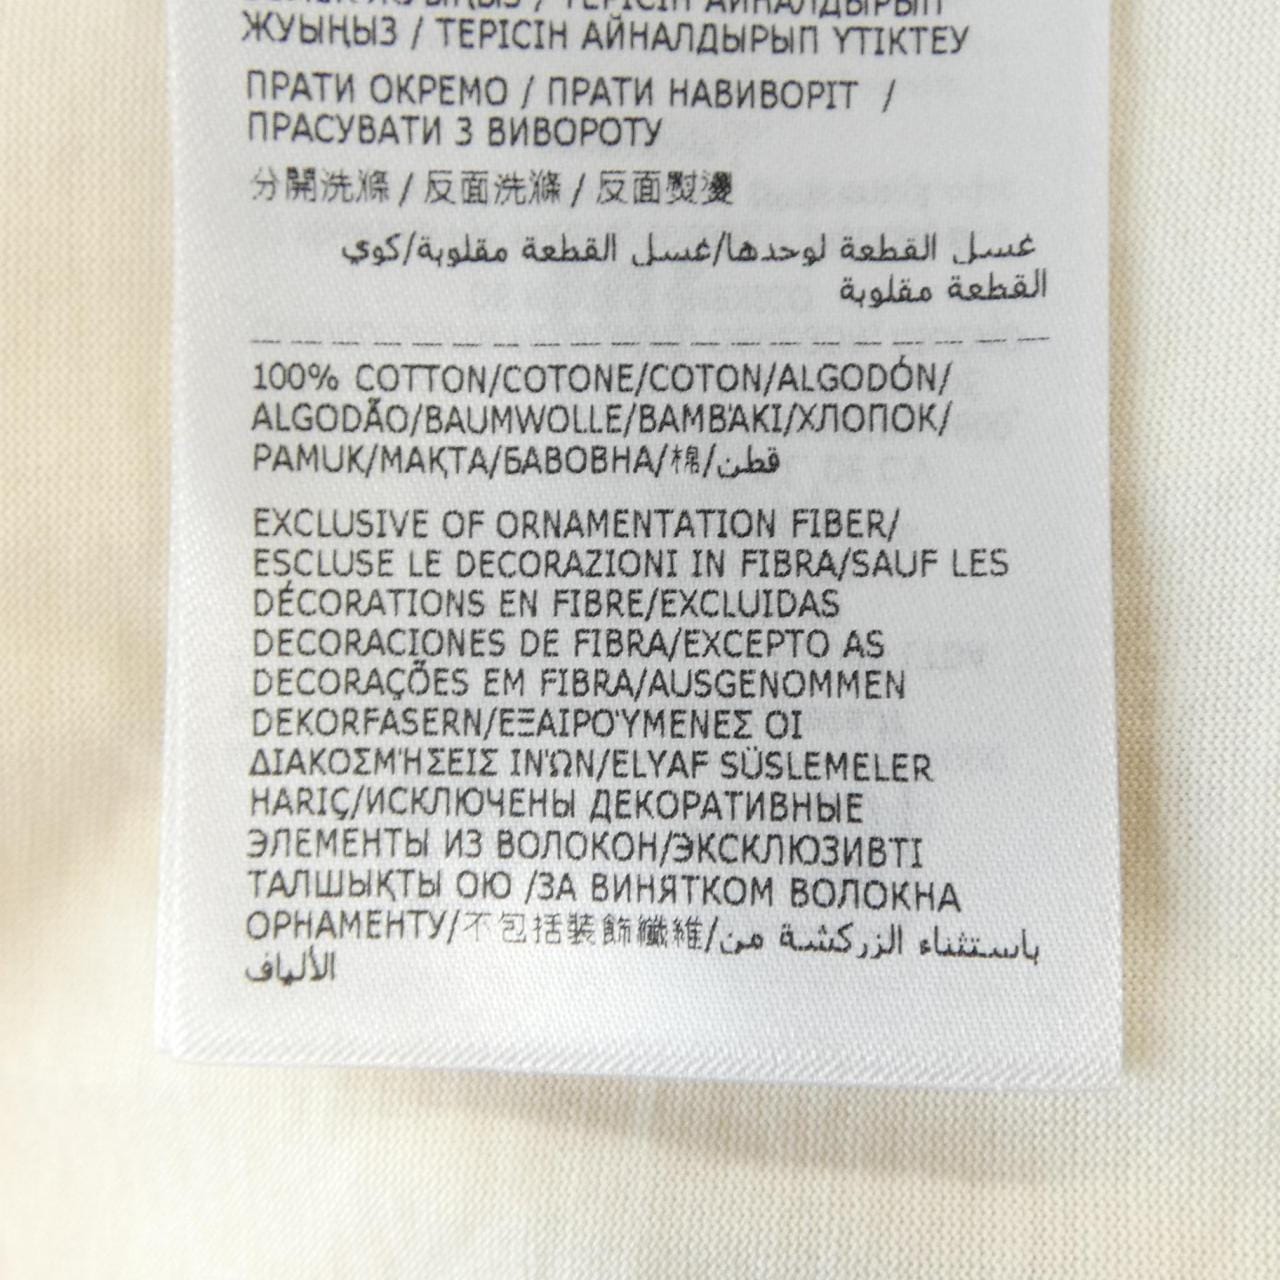 ЖУЫҢЫЗ / ТЕРІСІН АЙНАЛДЫРЫП ҮТІКТЕУ
ПРАТИ ОКРЕМО / ПРАТИ НАВИВОРІТ /
ПРАСУВАТИ З ВИВОРОТУ
分開洗滌 / 反面洗滌 / 反面熨燙
غسل القطعة لوحدها/غسل القطعة مقلوبة/كوي
القطعة مقلوبة
100% COTTON/COTONE/COTON/ALGODÓN/
ALGODÃO/BAUMWOLLE/ΒΑΜΒΆΚΙ/ХЛОПОК/
PAMUK/МАҚТА/БАВОВНА/棉/قطن
EXCLUSIVE OF ORNAMENTATION FIBER/
ESCLUSE LE DECORAZIONI IN FIBRA/SAUF LES
DÉCORATIONS EN FIBRE/EXCLUIDAS
DECORACIONES DE FIBRA/EXCEPTO AS
DECORAÇÕES EM FIBRA/AUSGENOMMEN
DEKORFASERN/ΕΞΑΙΡΟΎΜΕΝΕΣ ΟΙ
ΔΙΑΚΟΣΜΉΣΕΙΣ ΙΝΏΝ/ELYAF SÜSLEMELER
HARIÇ/ИСКЛЮЧЕНЫ ДЕКОРАТИВНЫЕ
ЭЛЕМЕНТЫ ИЗ ВОЛОКОН/ЭКСКЛЮЗИВТІ
ТАЛШЫҚТЫ ОЮ /ЗА ВИНЯТКОМ ВОЛОКНА
ОРНАМЕНТУ/不包括裝飾纖維/باستثناء الزركشة من
الألياف